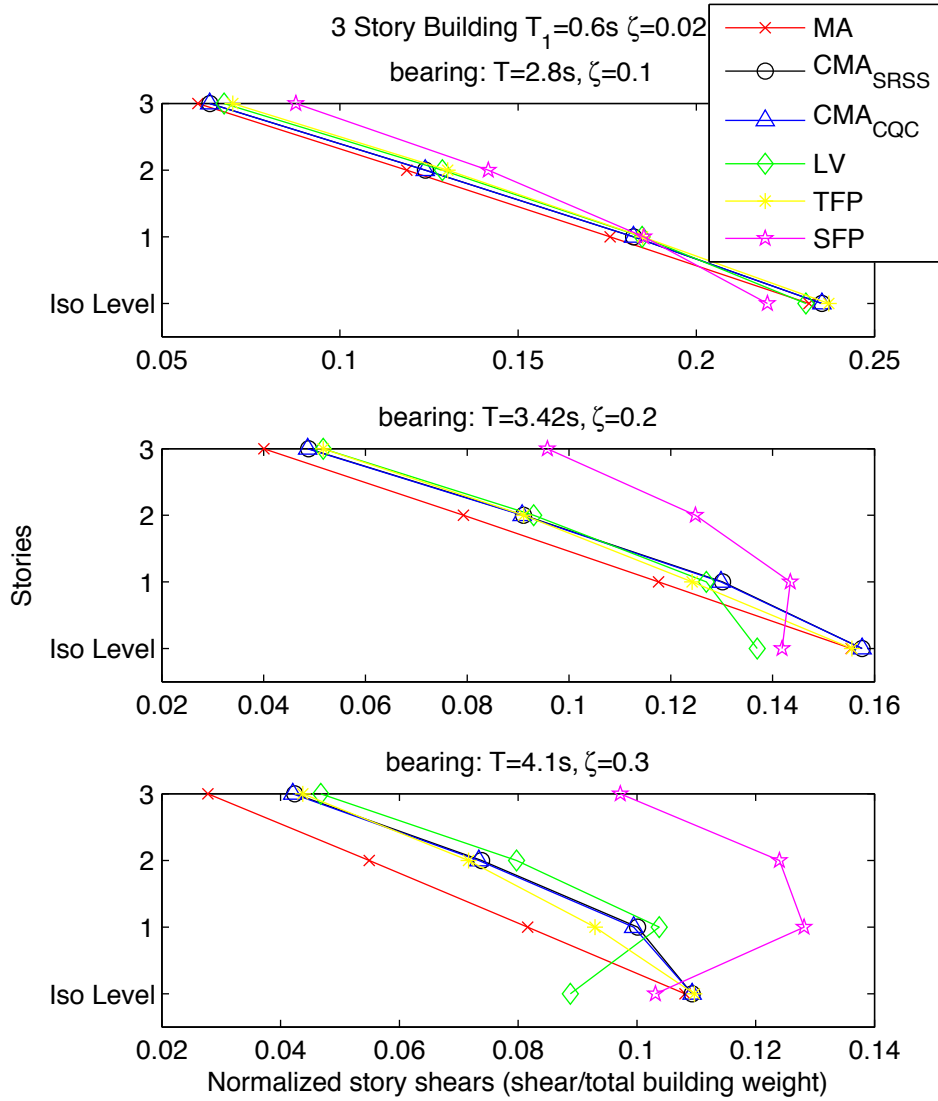 3 Story Building T1=0.6s ζ=0.02
bearing: T=2.8s, ζ=0.1
MA
CMASRSS
CMACQC
LV
TFP
SFP
3
2
1
Iso Level
0.05 0.1 0.15 0.2 0.25
bearing: T=3.42s, ζ=0.2
3
2
1
Iso Level
0.02 0.04 0.06 0.08 0.1 0.12 0.14 0.16
Stories
bearing: T=4.1s, ζ=0.3
3
2
1
Iso Level
0.02 0.04 0.06 0.08 0.1 0.12 0.14
Normalized story shears (shear/total building weight)